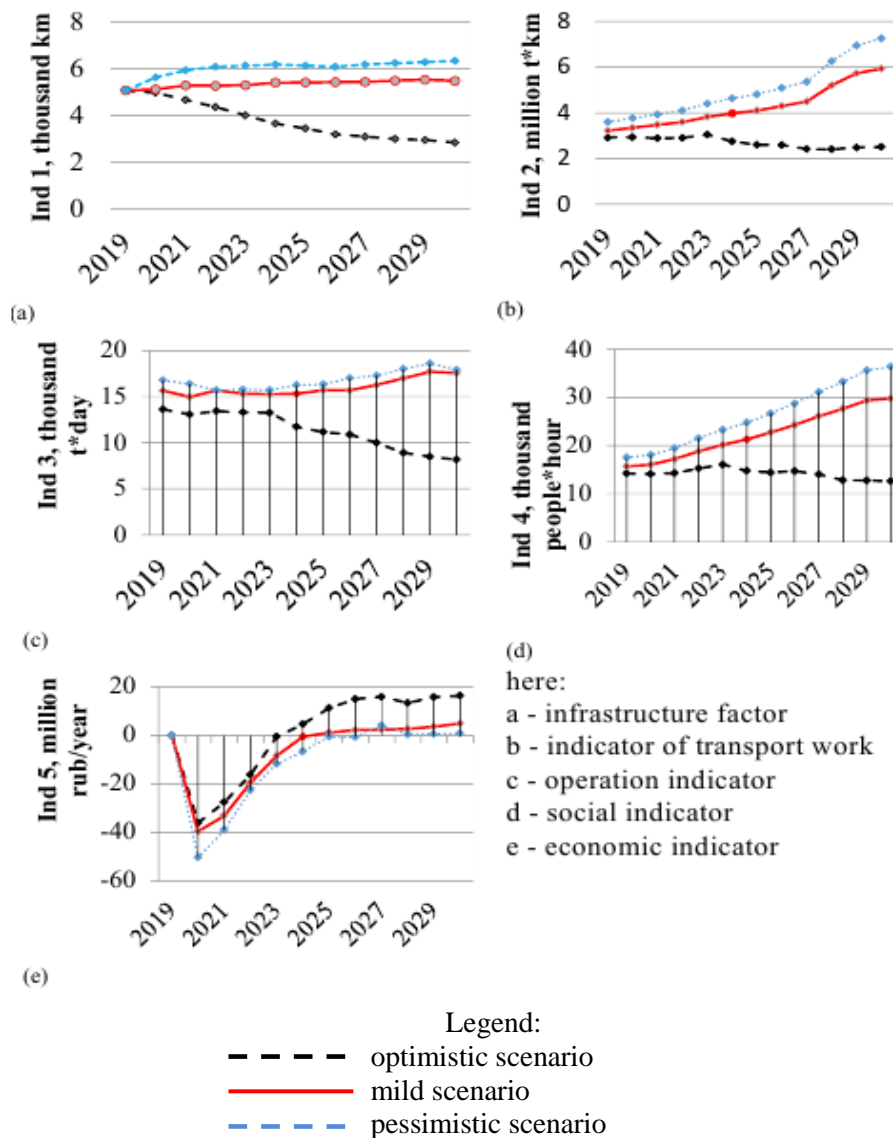 Ind 1, thousand km
8
6
4
2
0
2019
2021
2023
2025
2027
2029
(a)
Ind 2, million t*km
8
6
4
2
0
2019
2021
2023
2025
2027
2029
(b)
Ind 3, thousand
t*day
20
15
10
5
0
2019
2021
2023
2025
2027
2029
(c)
Ind 4, thousand
people*hour
40
30
20
10
0
2019
2021
2023
2025
2027
2029
(d)
here:
a - infrastructure factor
b - indicator of transport work
c - operation indicator
d - social indicator
e - economic indicator
Ind 5, million
rub/year
20
0
-20
-40
-60
2019
2021
2023
2025
2027
2029
(e)
Legend:
optimistic scenario
mild scenario
pessimistic scenario